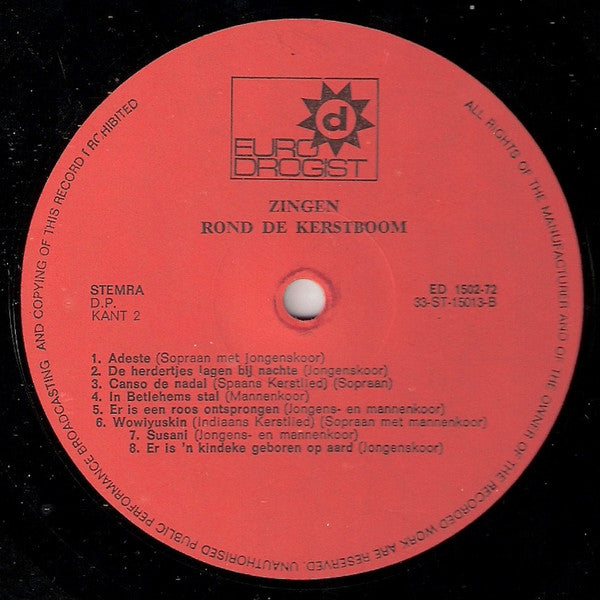 d
EURO
DROGIST
ZINGEN
ROND DE KERSTBOOM
STEMRA
D.P.
KANT 2
ED 1502-72
33-ST-15013-B
1. Adeste (Sopraan met jongenskoor)
2. De herdertjes lagen bij nachte (Jongenskoor)
3. Canso de nadal (Spaans Kerstlied) (Sopraan)
4. In Betlehems stal (Mannenkoor)
5. Er is een roos ontsprongen (Jongens- en mannenkoor)
6. Wowiyuskin (Indiaans Kerstlied) (Sopraan met mannenkoor)
7. Susani (Jongens- en mannenkoor)
8. Er is 'n kindeke geboren op aard (Jongenskoor)
ALL RIGHTS OF THE MANUFACTURER AND OF THE OWNER OF THE RECORDED WORK ARE RESERVED. UNAUTHORISED PUBLIC PERFORMANCE BROADCASTING AND COPYING OF THIS RECORD PROHIBITED